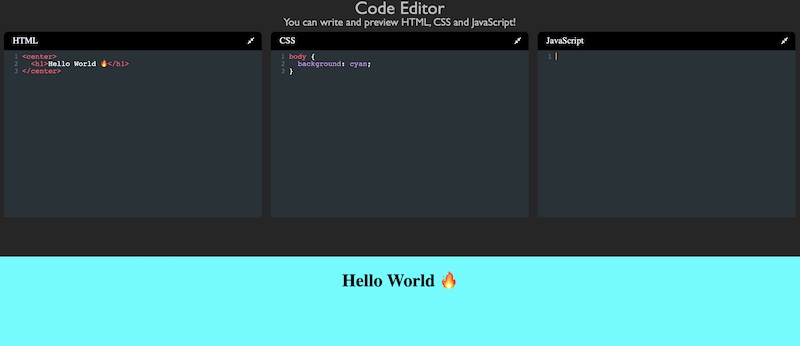 Code Editor
You can write and preview HTML, CSS and JavaScript!
HTML
1 <center>
2   <h1>Hello World 🔥</h1>
3 </center>
CSS
1 body {
2   background: cyan;
3 }
JavaScript
1
Hello World 🔥